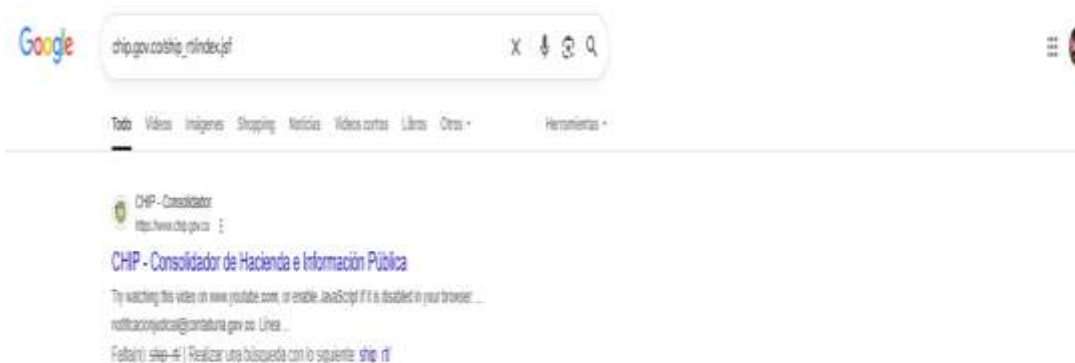 Google
chip.gov.co/schip_rt/index.jsf
Todo Videos Imágenes Shopping Noticias Videos cortos Libros Otros Herramientas
CHIP - Consolidador
https://www.chip.gov.co
CHIP - Consolidador de Hacienda e Información Pública
Try watching this video on www.youtube.com, or enable JavaScript if it is disabled in your browser. ...
notificacionjudicial@contaduria.gov.co. Línea ...
Falta(n): | Realizar una búsqueda con lo siguiente: